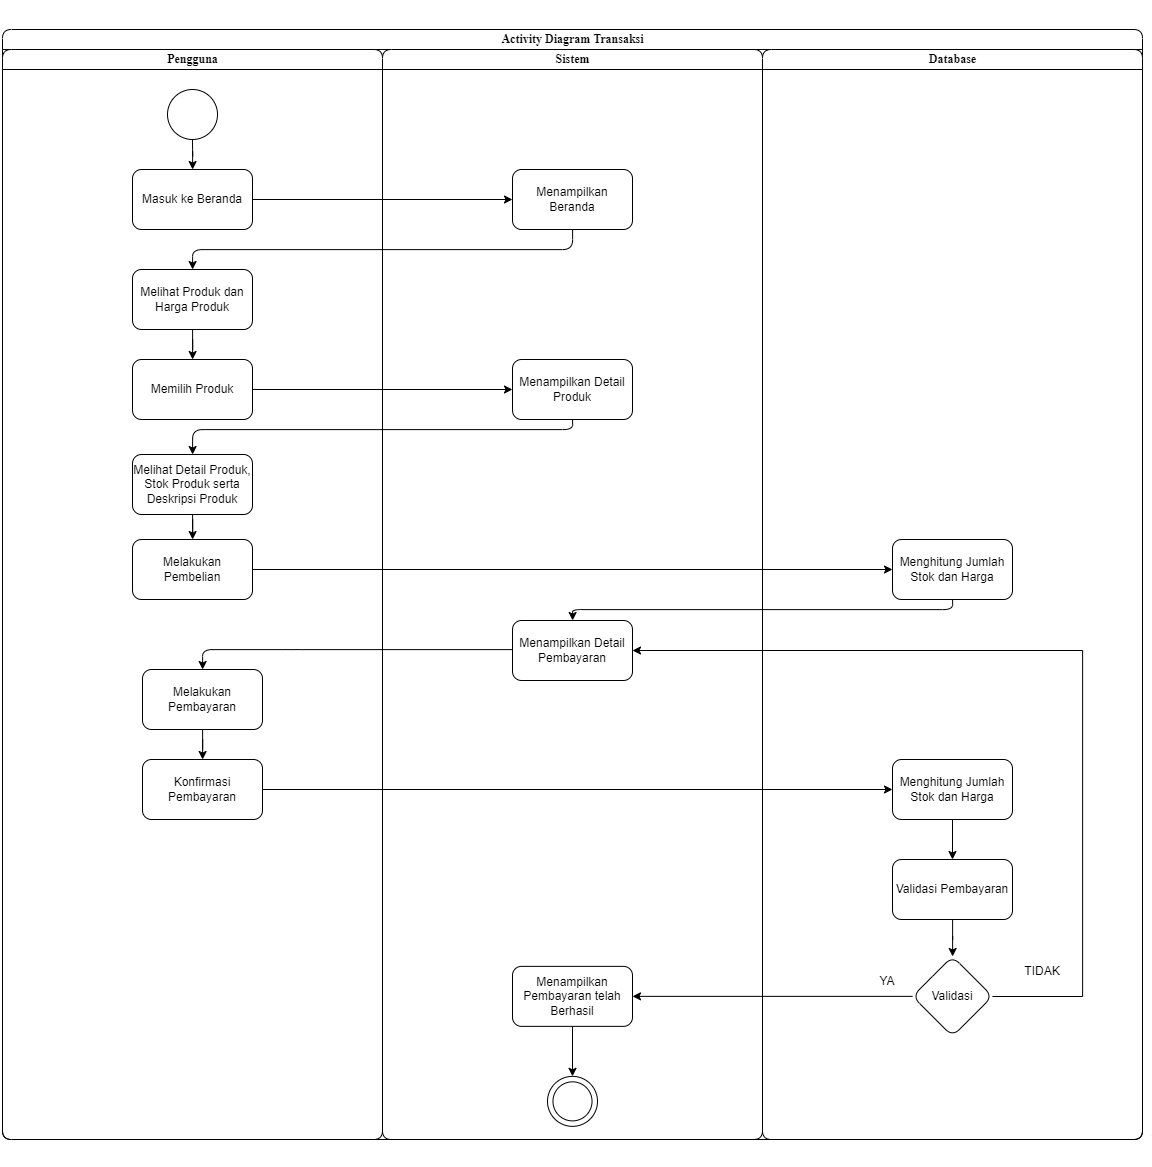 Activity Diagram Transaksi
Pengguna
Sistem
Database
Masuk ke Beranda
Menampilkan
Beranda
Melihat Produk dan
Harga Produk
Memilih Produk
Menampilkan Detail
Produk
Melihat Detail Produk,
Stok Produk serta
Deskripsi Produk
Melakukan
Pembelian
Menghitung Jumlah
Stok dan Harga
Menampilkan Detail
Pembayaran
Melakukan
Pembayaran
Konfirmasi
Pembayaran
Menghitung Jumlah
Stok dan Harga
Validasi Pembayaran
Validasi
YA
TIDAK
Menampilkan
Pembayaran telah
Berhasil